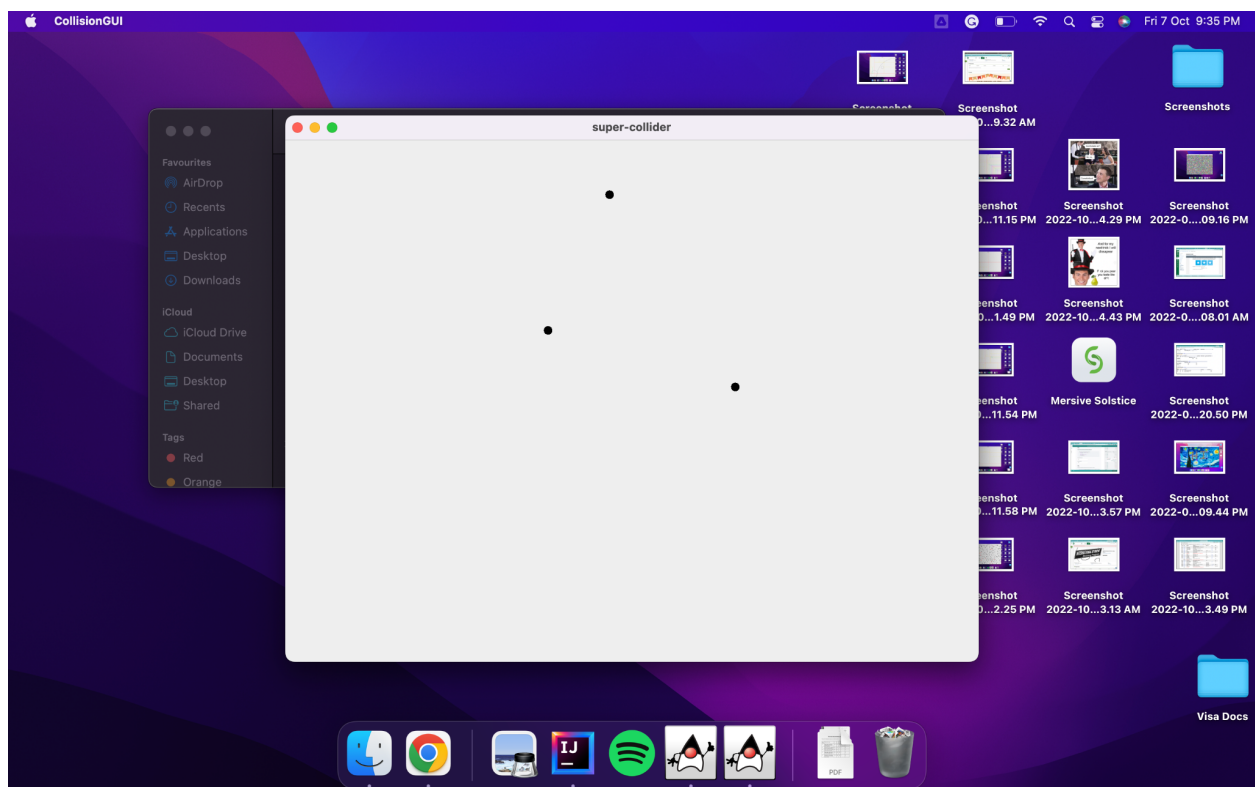 CollisionGUI
Fri 7 Oct 9:35 PM
Screenshot
0...9.32 AM
Screenshots
super-collider
Favourites
AirDrop
Recents
Applications
Desktop
Downloads
iCloud
iCloud Drive
Documents
Desktop
Shared
Tags
Red
Orange
Screenshot
2022-10...4.29 PM
Screenshot
2022-0....09.16 PM
...11.15 PM
Screenshot
2022-10...4.43 PM
Screenshot
2022-0....08.01 AM
0...1.49 PM
Mersive Solstice
Screenshot
2022-0...20.50 PM
...11.54 PM
Screenshot
2022-10...3.57 PM
Screenshot
2022-0...09.44 PM
...11.58 PM
Screenshot
2022-10...3.13 AM
Screenshot
2022-10...3.49 PM
0...2.25 PM
Visa Docs
IJ
PDF